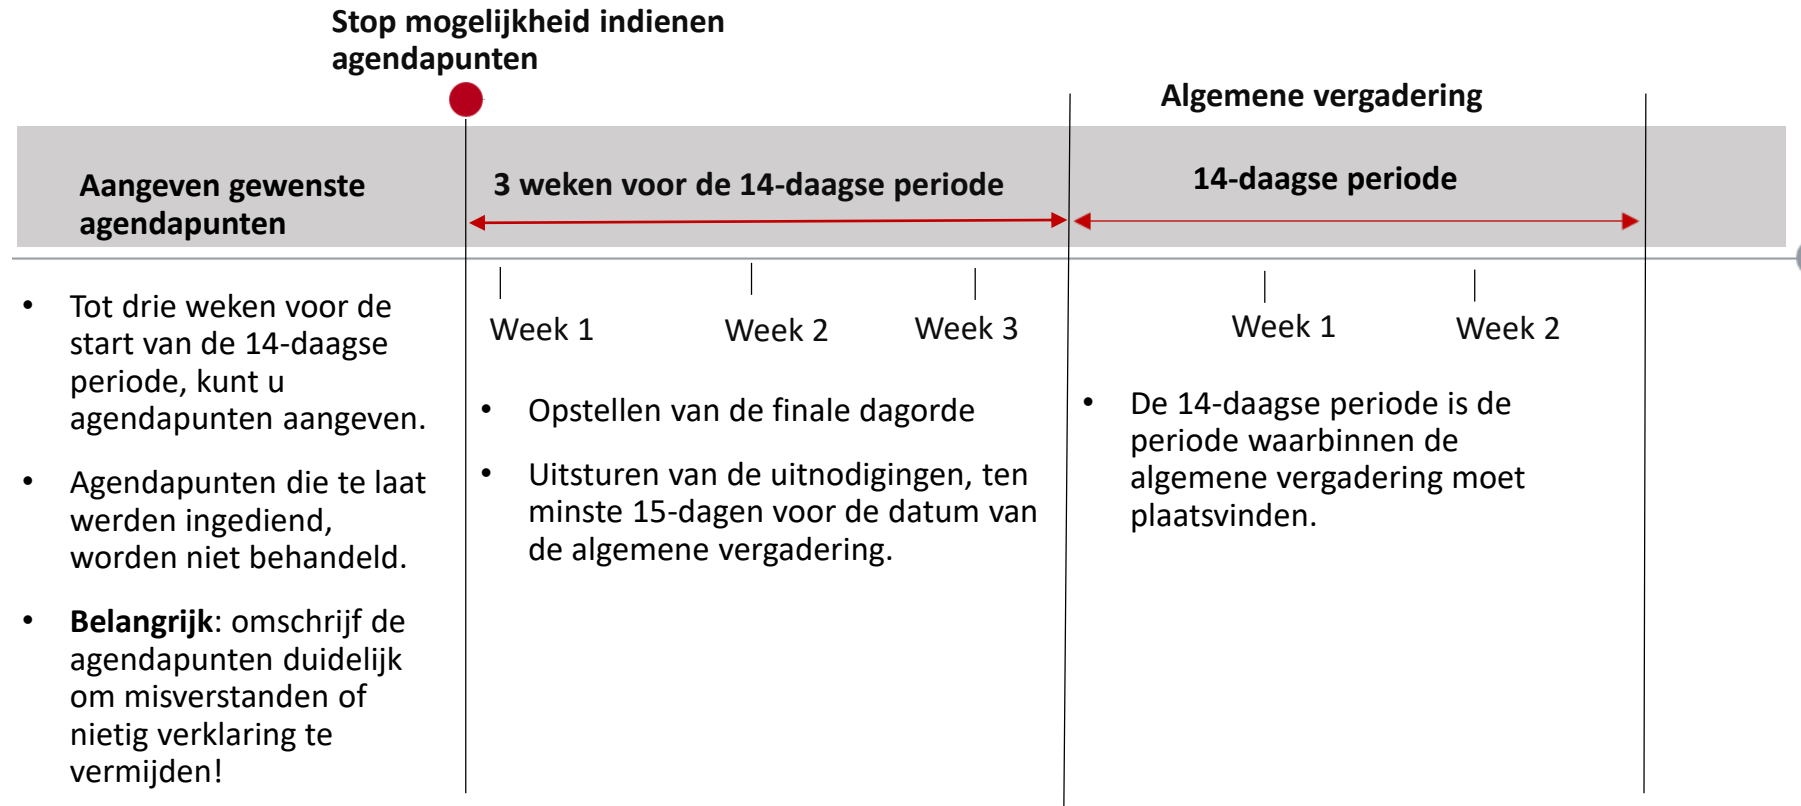 Stop mogelijkheid indienen
agendapunten
Algemene vergadering
Aangeven gewenste
agendapunten
3 weken voor de 14-daagse periode
14-daagse periode
• Tot drie weken voor de
start van de 14-daagse
periode, kunt u
agendapunten aangeven.
• Agendapunten die te laat
werden ingediend,
worden niet behandeld.
• Belangrijk: omschrijf de
agendapunten duidelijk
om misverstanden of
nietig verklaring te
vermijden!
Week 1
Week 2
Week 3
• Opstellen van de finale dagorde
• Uitsturen van de uitnodigingen, ten
minste 15-dagen voor de datum van
de algemene vergadering.
Week 1
Week 2
• De 14-daagse periode is de
periode waarbinnen de
algemene vergadering moet
plaatsvinden.